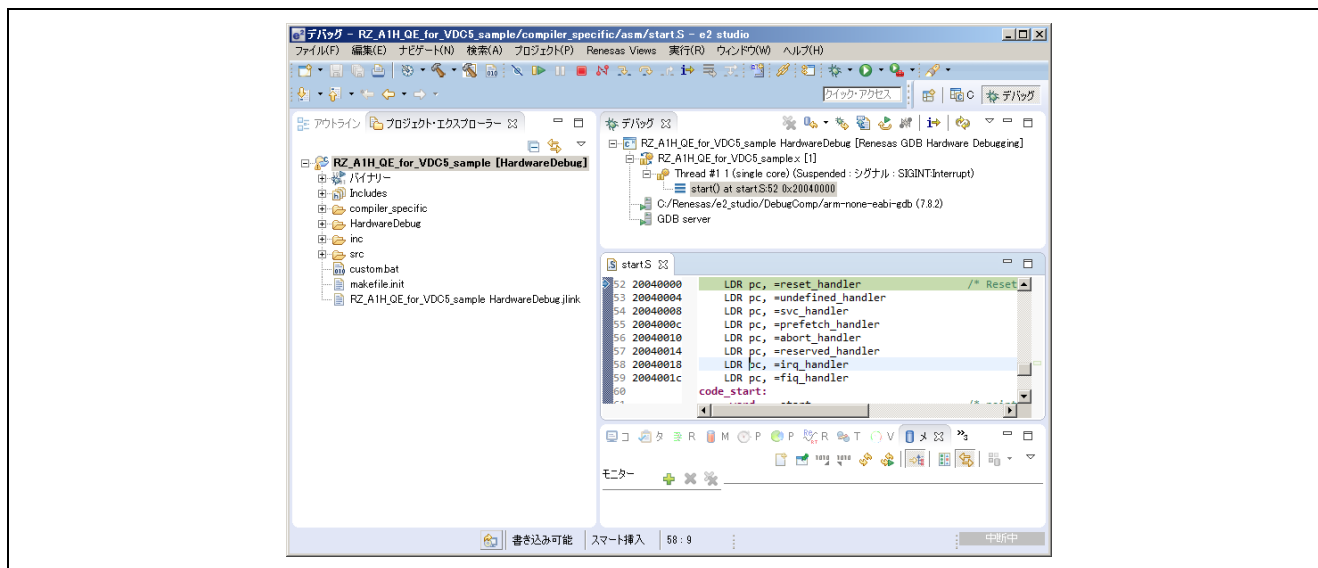 デバッグ - RZ_A1H_QE_for_VDC5_sample/compiler_specific/asm/start.S - e2 studio
ファイル(F) 編集(E) ナビゲート(N) 検索(A) プロジェクト(P) Renesas Views 実行(R) ウィンドウ(W) ヘルプ(H)
クイック・アクセス
C
デバッグ
アウトライン
プロジェクト・エクスプローラー
RZ_A1H_QE_for_VDC5_sample [HardwareDebug]
バイナリー
Includes
compiler_specific
HardwareDebug
inc
src
custom.bat
makefile.init
RZ_A1H_QE_for_VDC5_sample HardwareDebug.jlink
デバッグ
RZ_A1H_QE_for_VDC5_sample HardwareDebug [Renesas GDB Hardware Debugging]
RZ_A1H_QE_for_VDC5_sample.x [1]
Thread #1 1 (single core) (Suspended : シグナル : SIGINT:Interrupt)
start() at start.S:52 0x20040000
C:/Renesas/e2_studio/DebugComp/arm-none-eabi-gdb (7.8.2)
GDB server
start.S
52 20040000 LDR pc, =reset_handler /* Reset
53 20040004 LDR pc, =undefined_handler
54 20040008 LDR pc, =svc_handler
55 2004000c LDR pc, =prefetch_handler
56 20040010 LDR pc, =abort_handler
57 20040014 LDR pc, =reserved_handler
58 20040018 LDR pc, =irq_handler
59 2004001c LDR pc, =fiq_handler
60 code_start:
コ タ R M P P R T V メ
モニター
書き込み可能 スマート挿入 58 : 9 中断中